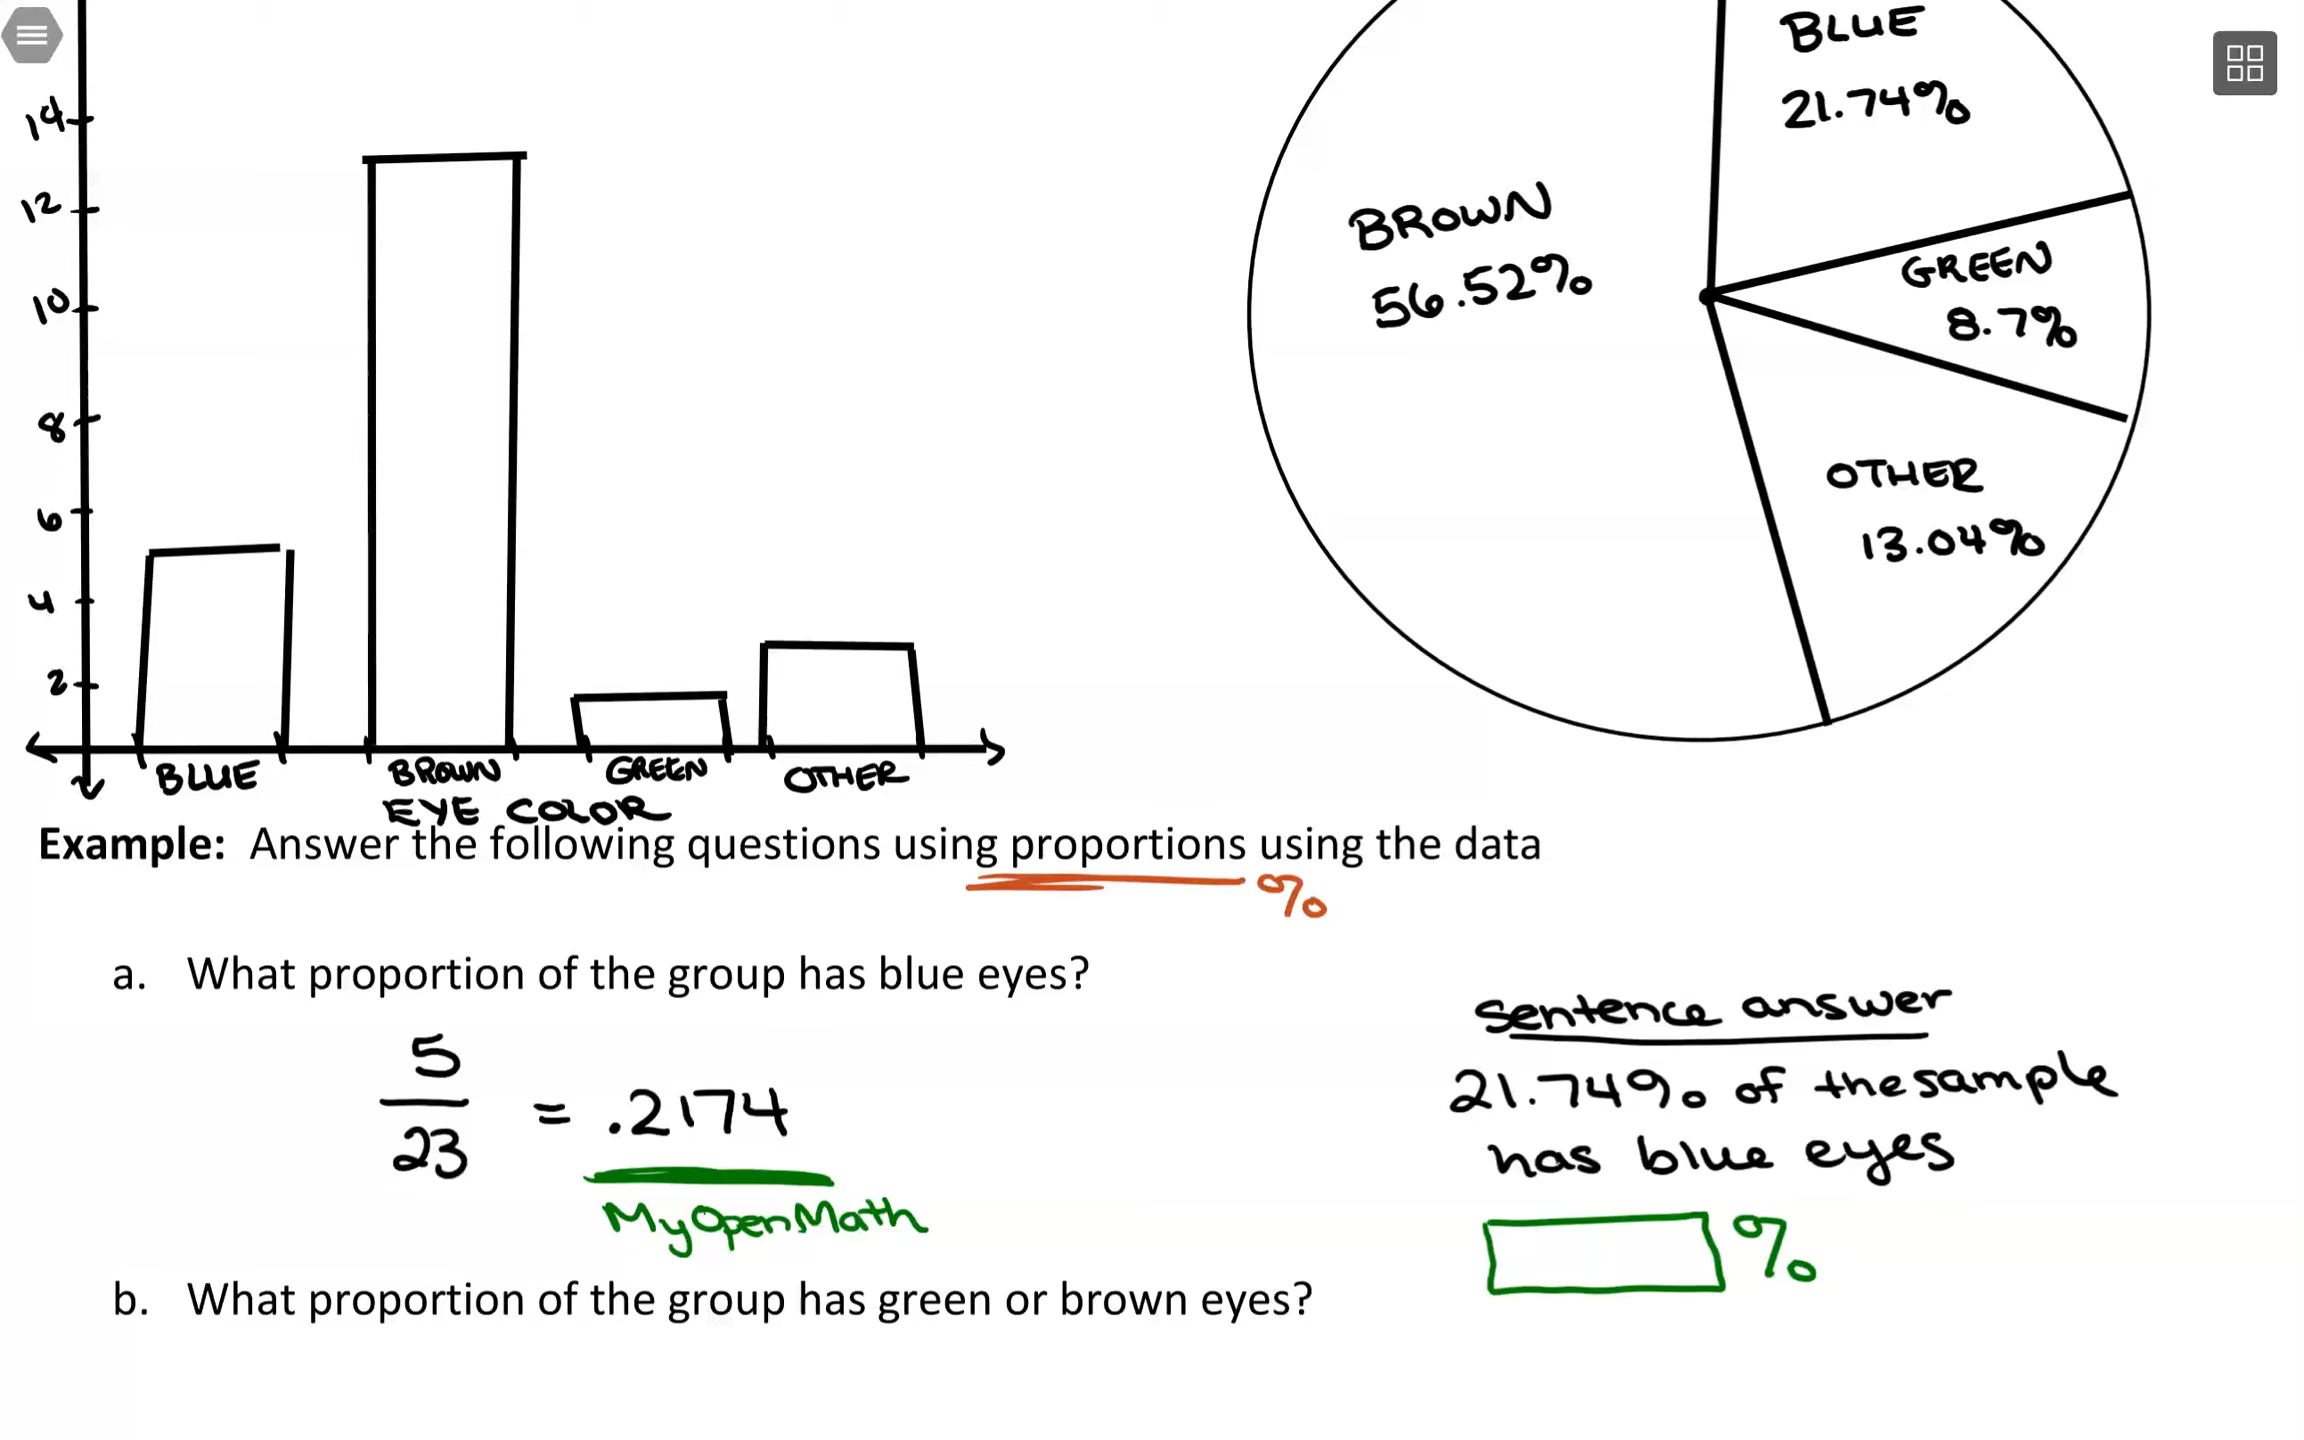 14
12
10
8
6
4
2
BLUE
BROWN
GREEN
OTHER
EYE COLOR
BLUE
21.74%
BROWN
56.52%
GREEN
8.7%
OTHER
13.04%
Example: Answer the following questions using proportions using the data
%
a. What proportion of the group has blue eyes?
5
23
= .2174
MyOpenMath
sentence answer
21.74% of the sample
has blue eyes
%
b. What proportion of the group has green or brown eyes?